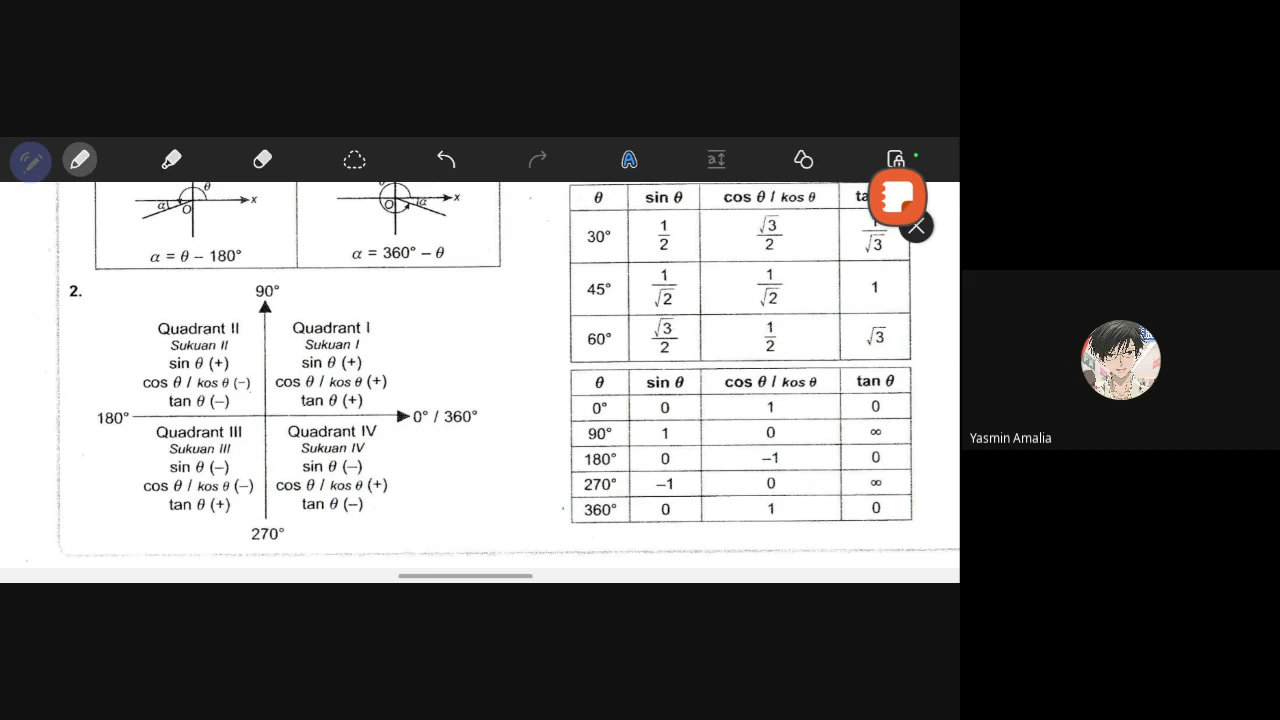 θ
x
α
O
α = θ – 180°
x
α
O
α = 360° – θ
2.
90°
Quadrant II
Sukuan II
sin θ (+)
cos θ / kos θ (–)
tan θ (–)
Quadrant I
Sukuan I
sin θ (+)
cos θ / kos θ (+)
tan θ (+)
180°
0° / 360°
Quadrant III
Sukuan III
sin θ (–)
cos θ / kos θ (–)
tan θ (+)
Quadrant IV
Sukuan IV
sin θ (–)
cos θ / kos θ (+)
tan θ (–)
270°
A
a
θ sin θ cos θ / kos θ
30° 1/2 √3/2 1/√3
45° 1/√2 1/√2 1
60° √3/2 1/2 √3
θ sin θ cos θ / kos θ tan θ
0° 0 1 0
90° 1 0 ∞
180° 0 –1 0
270° –1 0 ∞
360° 0 1 0
Yasmin Amalia